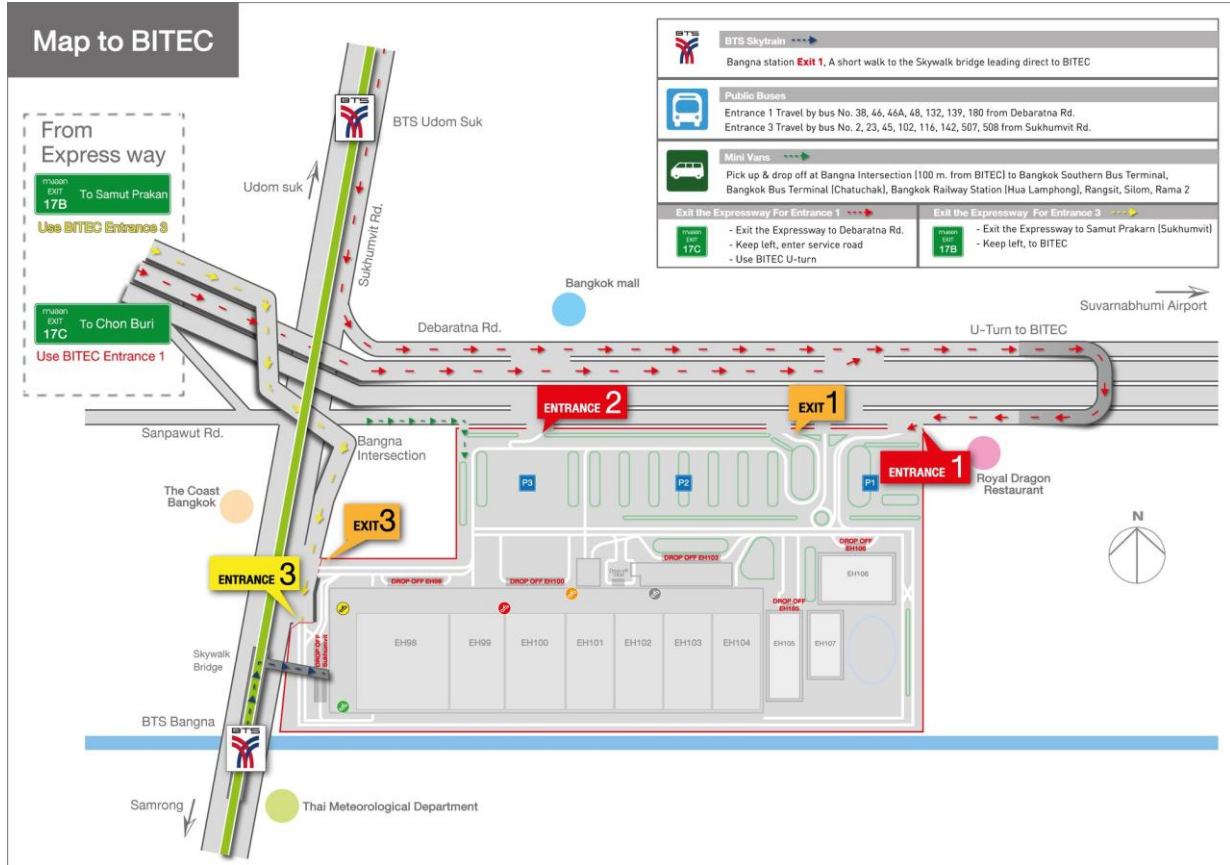 Map to BITEC
From
Express way
EXIT
17B
To Samut Prakan
Use BITEC Entrance 3
EXIT
17C
To Chon Buri
Use BITEC Entrance 1
BTS
BTS Skytrain
Bangna station Exit 1, A short walk to the Skywalk bridge leading direct to BITEC
Public Buses
Entrance 1 Travel by bus No. 38, 46, 46A, 48, 132, 139, 180 from Debaratna Rd.
Entrance 3 Travel by bus No. 2, 23, 45, 102, 116, 142, 507, 508 from Sukhumvit Rd.
Mini Vans
Pick up & drop off at Bangna Intersection (100 m. from BITEC) to Bangkok Southern Bus Terminal,
Bangkok Bus Terminal (Chatuchak), Bangkok Railway Station (Hua Lamphong), Rangsit, Silom, Rama 2
Exit the Expressway For Entrance 1
EXIT
17C
- Exit the Expressway to Debaratna Rd.
- Keep left, enter service road
- Use BITEC U-turn
Exit the Expressway For Entrance 3
EXIT
17B
- Exit the Expressway to Samut Prakarn (Sukhumvit)
- Keep left, to BITEC
BTS
BTS Udom Suk
Udom suk
Sukhumvit Rd.
Bangkok mall
Suvarnabhumi Airport
Debaratna Rd.
U-Turn to BITEC
ENTRANCE 2
EXIT 1
ENTRANCE 1
Sanpawut Rd.
Bangna
Intersection
Royal Dragon
Restaurant
P3
P2
P1
The Coast
Bangkok
EXIT 3
ENTRANCE 3
N
DROP OFF EH98
DROP OFF EH100
DROP OFF EH103
DROP OFF
EH106
EH106
DROP OFF
EH105
DROP OFF
Sukhumvit
EH98
EH99
EH100
EH101
EH102
EH103
EH104
EH105
EH107
Skywalk
Bridge
BTS Bangna
BTS
Samrong
Thai Meteorological Department